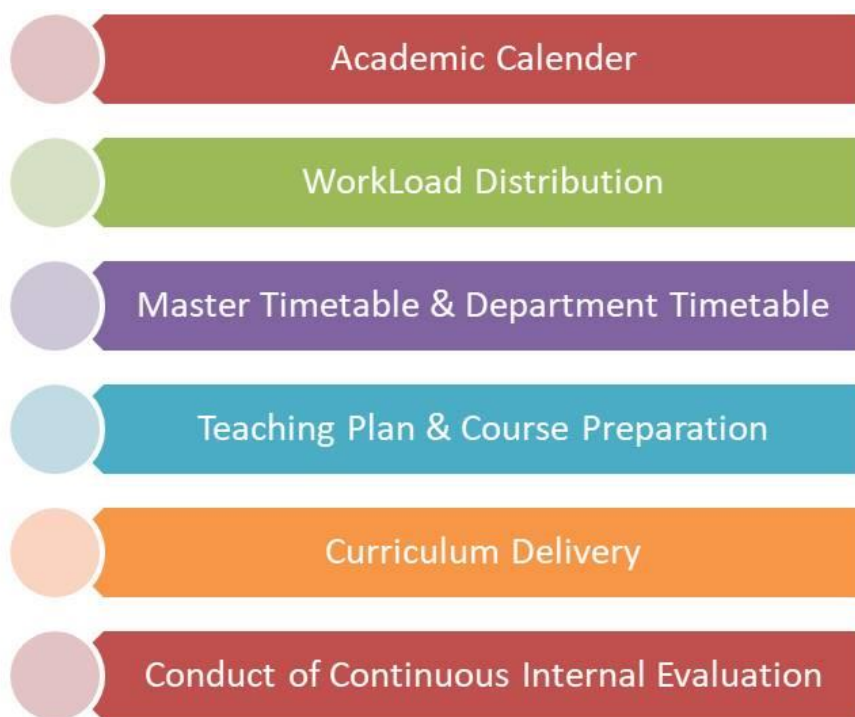 Academic Calender
WorkLoad Distribution
Master Timetable & Department Timetable
Teaching Plan & Course Preparation
Curriculum Delivery
Conduct of Continuous Internal Evaluation